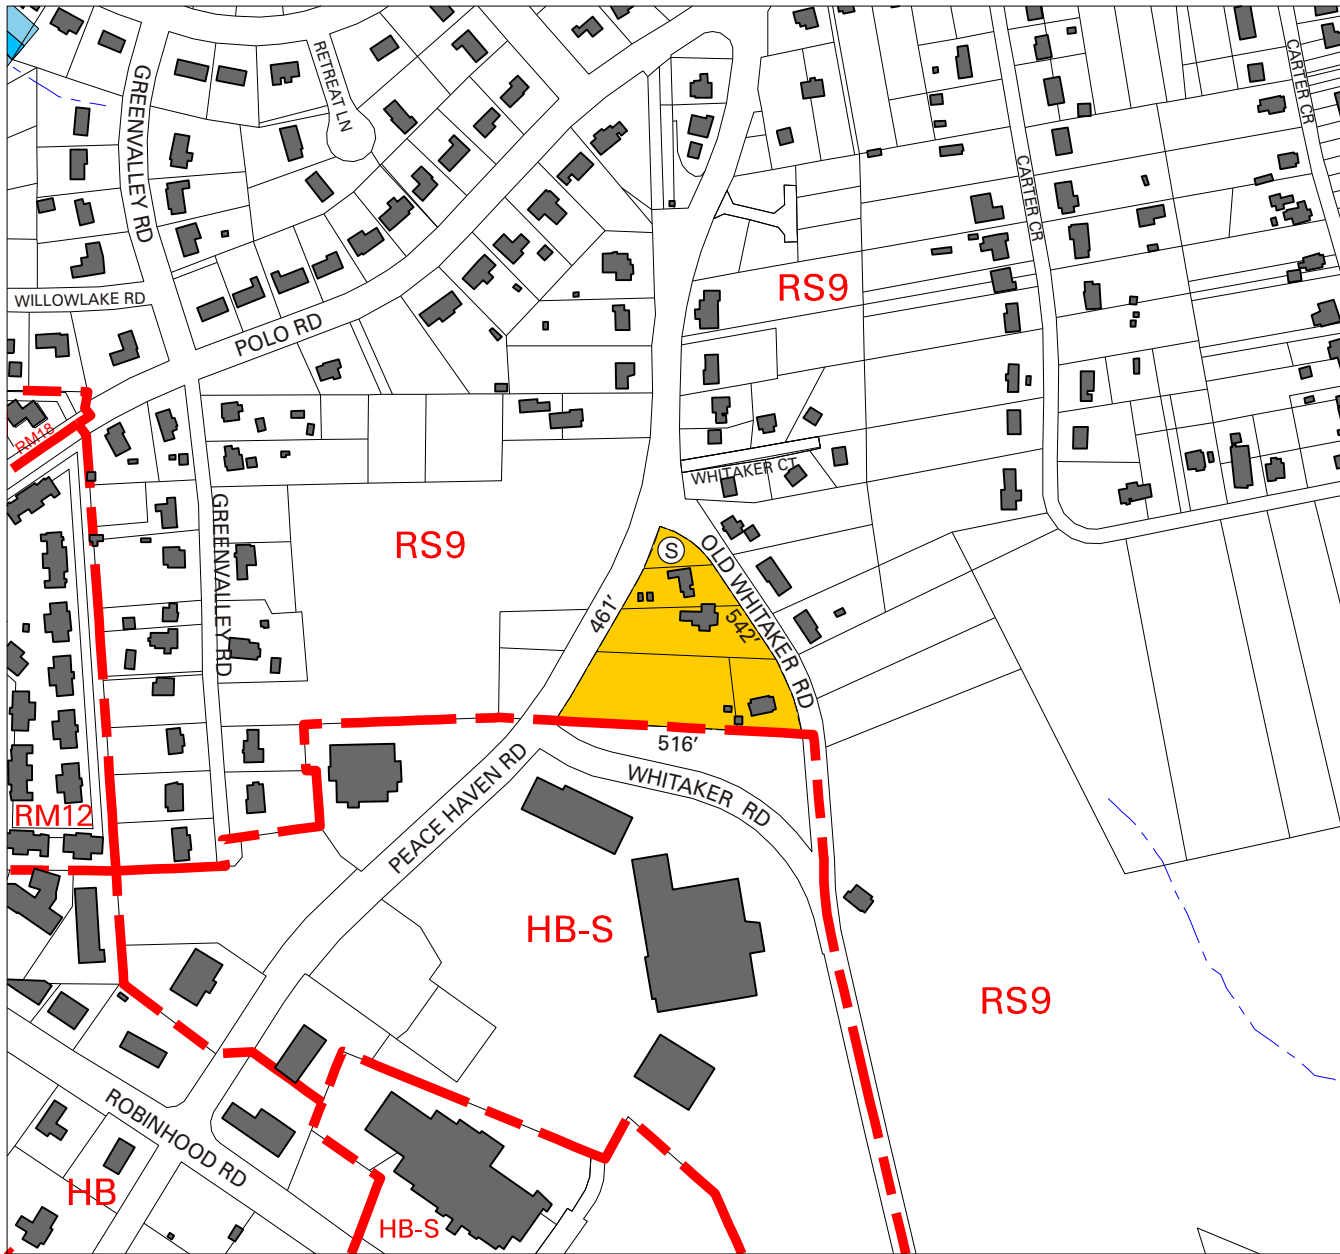 RETREAT LN
CARTER CR
GREENVALLEY RD
CARTER CR
RS9
WILLOWLAKE RD
POLO RD
RM18
WHITAKER CT
GREENVALLEY RD
RS9
S
OLD WHITAKER RD
461'
542'
516'
PEACE HAVEN RD
WHITAKER RD
RM12
HB-S
RS9
ROBINHOOD RD
HB
HB-S